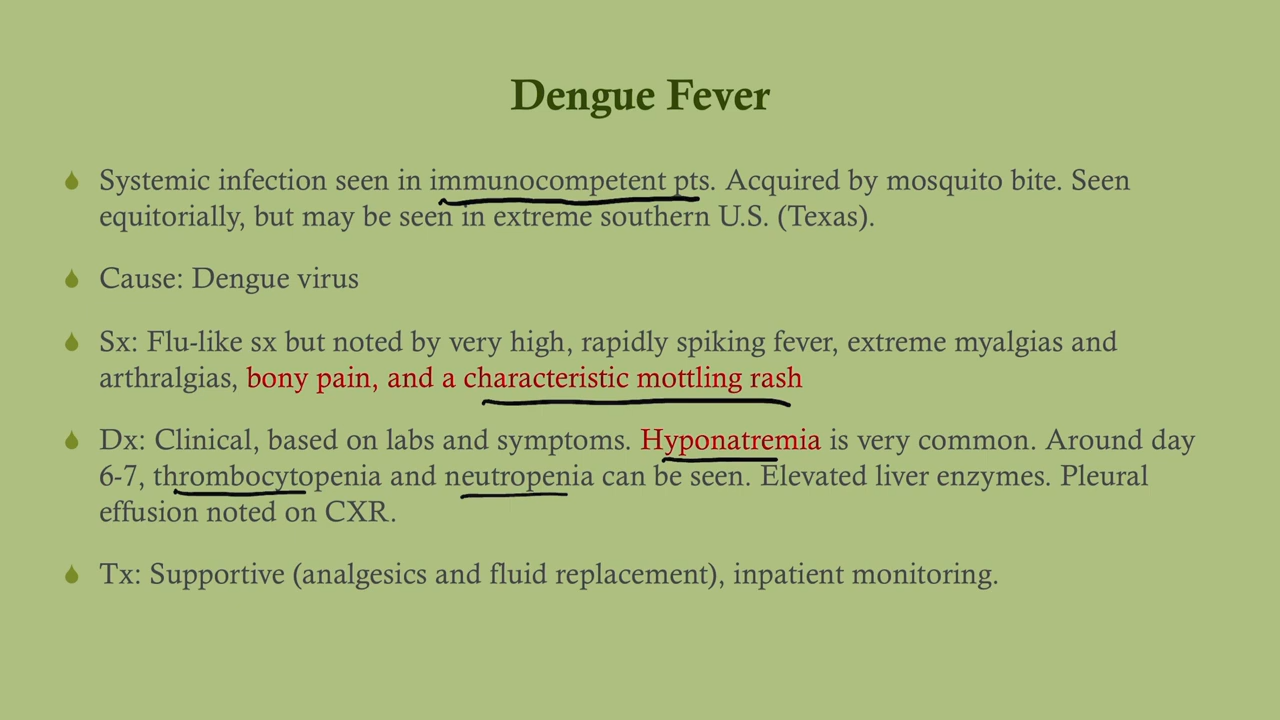 Dengue Fever
Systemic infection seen in immunocompetent pts. Acquired by mosquito bite. Seen
equitorially, but may be seen in extreme southern U.S. (Texas).
Cause: Dengue virus
Sx: Flu-like sx but noted by very high, rapidly spiking fever, extreme myalgias and
arthralgias, bony pain, and a characteristic mottling rash
Dx: Clinical, based on labs and symptoms. Hyponatremia is very common. Around day
6-7, thrombocytopenia and neutropenia can be seen. Elevated liver enzymes. Pleural
effusion noted on CXR.
Tx: Supportive (analgesics and fluid replacement), inpatient monitoring.